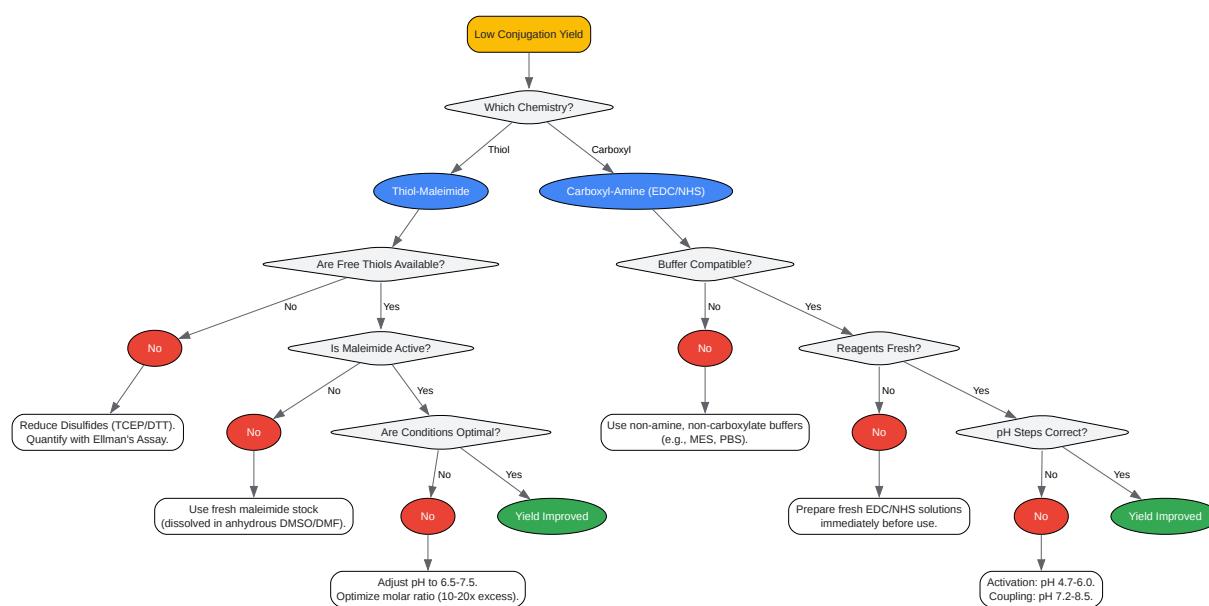 Low Conjugation Yield
Which Chemistry?
Thiol
Carboxyl
Thiol-Maleimide
Carboxyl-Amine (EDC/NHS)
Are Free Thiols Available?
Buffer Compatible?
No
Yes
No
Yes
No
Is Maleimide Active?
No
Reagents Fresh?
No
Yes
No
Yes
Reduce Disulfides (TCEP/DTT).
Quantify with Ellman's Assay.
No
Are Conditions Optimal?
Use non-amine, non-carboxylate buffers
(e.g., MES, PBS).
No
pH Steps Correct?
No
Yes
No
Yes
Use fresh maleimide stock
(dissolved in anhydrous DMSO/DMF).
No
Yield Improved
Prepare fresh EDC/NHS solutions
immediately before use.
No
Yield Improved
Adjust pH to 6.5-7.5.
Optimize molar ratio (10-20x excess).
Activation: pH 4.7-6.0.
Coupling: pH 7.2-8.5.